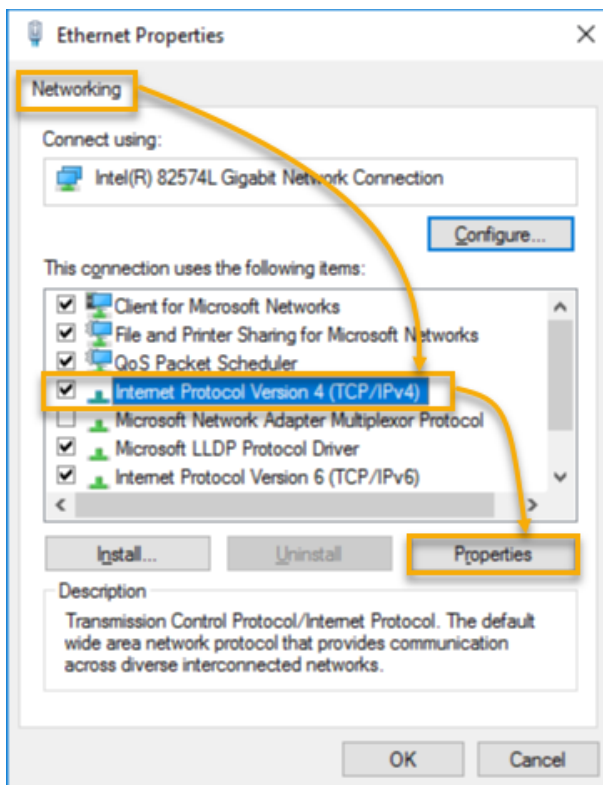 Ethernet Properties
Networking
Connect using:
Intel(R) 82574L Gigabit Network Connection
Configure...
This connection uses the following items:
Client for Microsoft Networks
File and Printer Sharing for Microsoft Networks
QoS Packet Scheduler
Internet Protocol Version 4 (TCP/IPv4)
Microsoft Network Adapter Multiplexor Protocol
Microsoft LLDP Protocol Driver
Internet Protocol Version 6 (TCP/IPv6)
Install... Uninstall Properties
Description
Transmission Control Protocol/Internet Protocol. The default
wide area network protocol that provides communication
across diverse interconnected networks.
OK Cancel